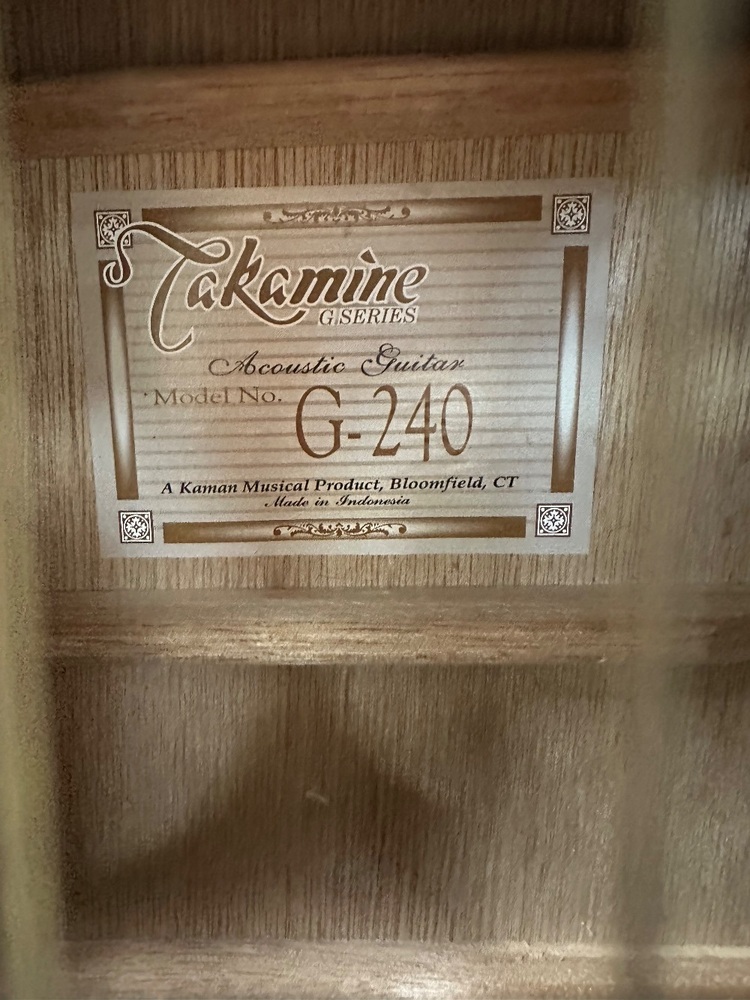 Takamine
G.SERIES
Acoustic Guitar
Model No. G-240
A Kaman Musical Product, Bloomfield, CT
Made in Indonesia